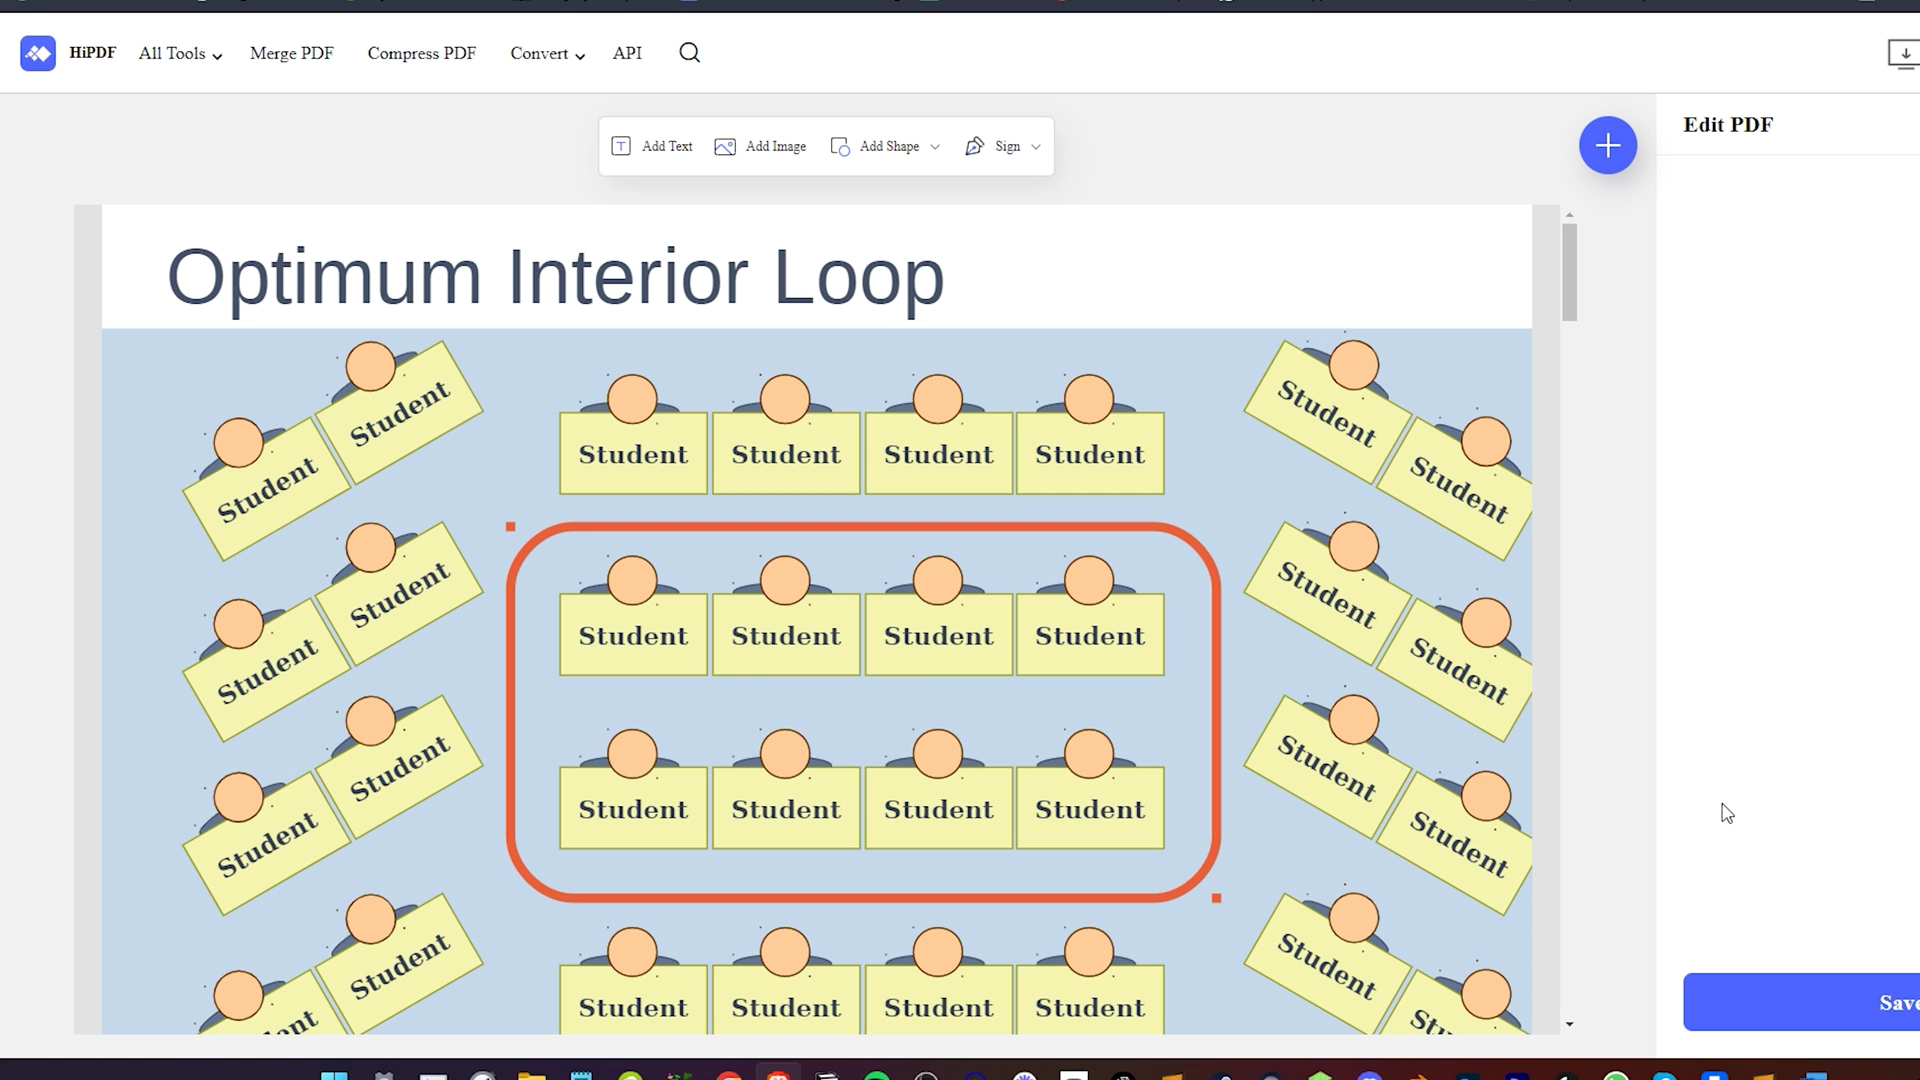 HiPDF All Tools Merge PDF Compress PDF Convert API
Add Text Add Image Add Shape Sign
Edit PDF
Optimum Interior Loop
Student Student
Student Student Student Student Student Student
Student Student
Student Student
Student Student Student Student Student Student
Student Student
Student Student
Student Student Student Student Student Student
Student Student
Student Student
Student Student Student Student
Save